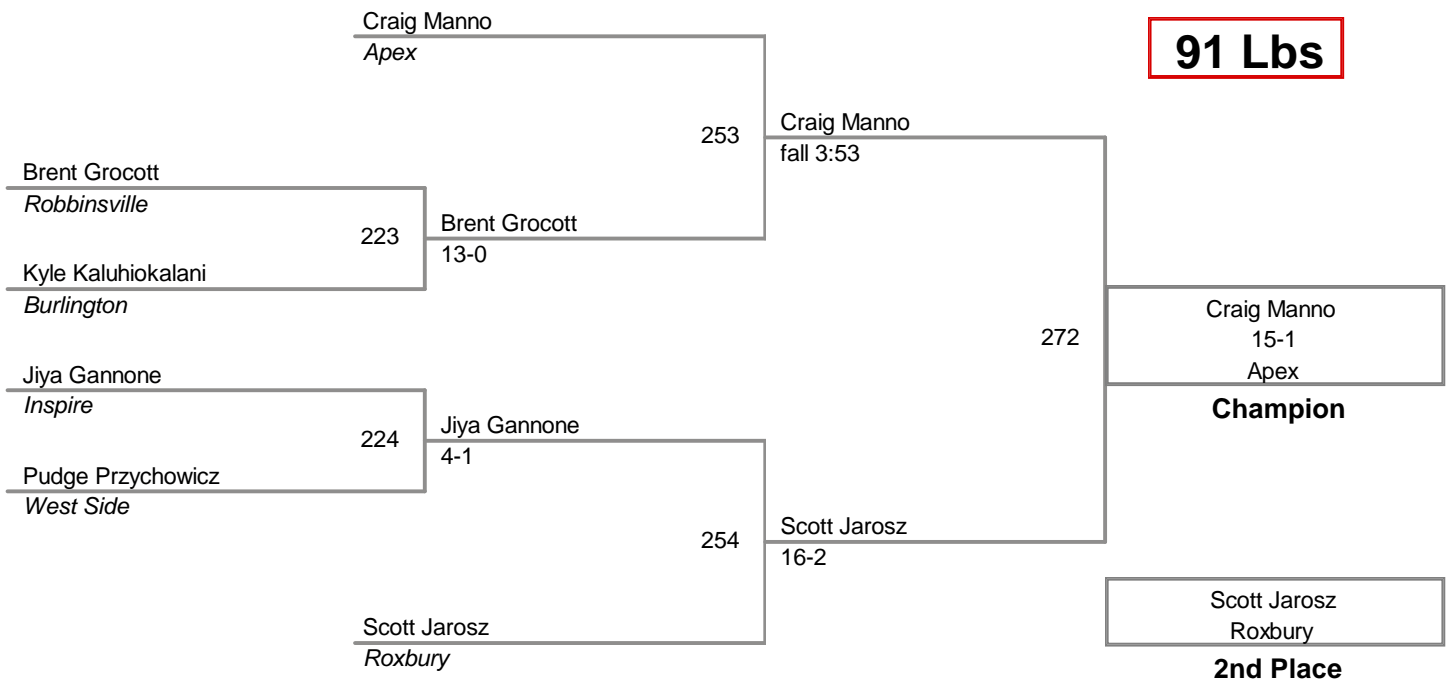 Craig Manno
Apex
91 Lbs
253
Craig Manno
fall 3:53
Brent Grocott
Robbinsville
223
Brent Grocott
13-0
Kyle Kaluhiokalani
Burlington
272
Craig Manno
15-1
Apex
Champion
Jiya Gannone
Inspire
224
Jiya Gannone
4-1
Pudge Przychowicz
West Side
254
Scott Jarosz
16-2
Scott Jarosz
Roxbury
Scott Jarosz
Roxbury
2nd Place